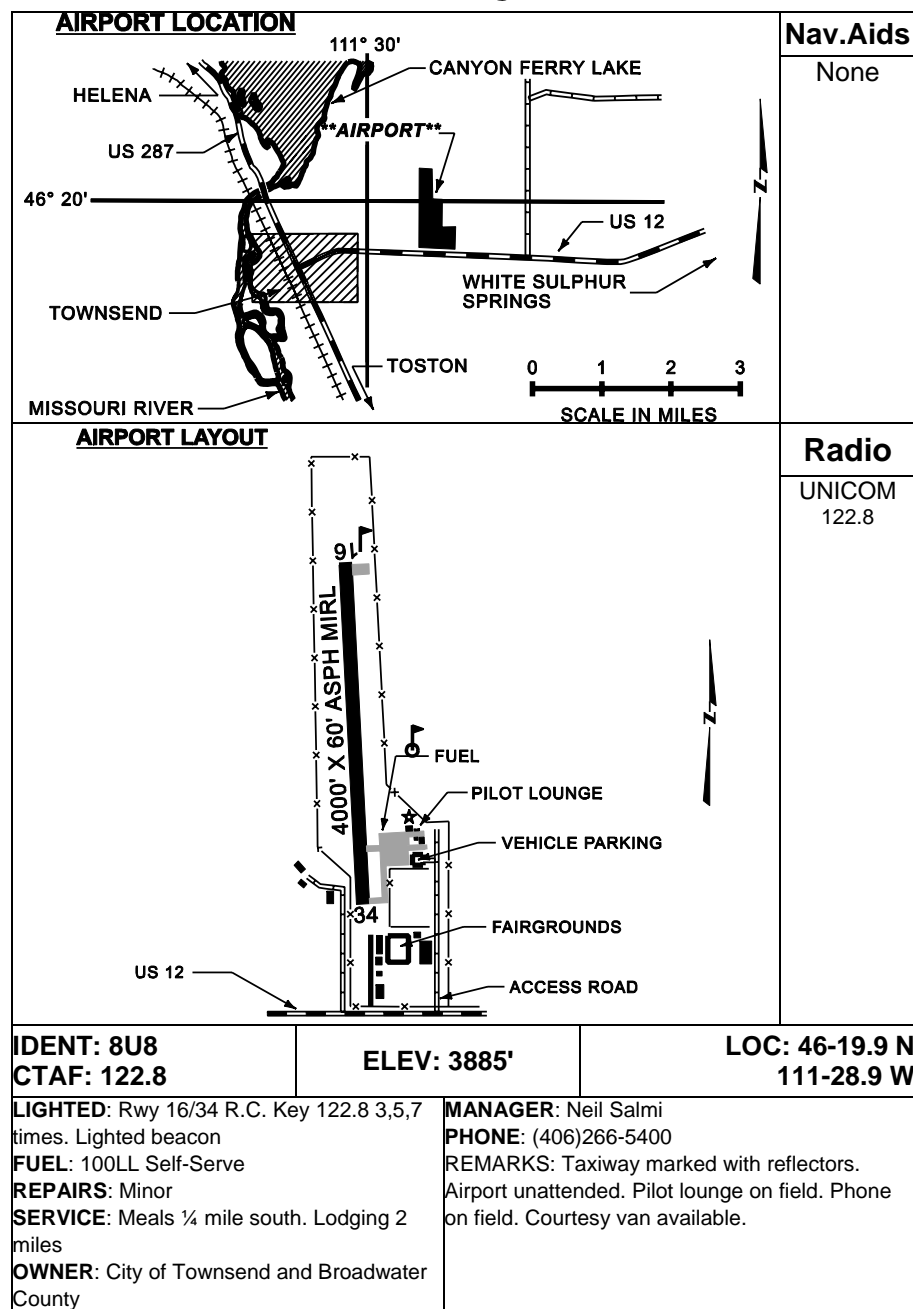 AIRPORT LOCATION
Nav.Aids
None
111° 30'
CANYON FERRY LAKE
HELENA
**AIRPORT**
US 287
N
46° 20'
US 12
WHITE SULPHUR
SPRINGS
TOWNSEND
TOSTON
0 1 2 3
MISSOURI RIVER
SCALE IN MILES
AIRPORT LAYOUT
Radio
UNICOM
122.8
16
4000' X 60' ASPH MIRL
N
FUEL
PILOT LOUNGE
VEHICLE PARKING
34
FAIRGROUNDS
US 12
ACCESS ROAD
IDENT: 8U8
CTAF: 122.8
ELEV: 3885'
LOC: 46-19.9 N
111-28.9 W
LIGHTED: Rwy 16/34 R.C. Key 122.8 3,5,7
times. Lighted beacon
FUEL: 100LL Self-Serve
REPAIRS: Minor
SERVICE: Meals ¼ mile south. Lodging 2
miles
OWNER: City of Townsend and Broadwater
County
MANAGER: Neil Salmi
PHONE: (406)266-5400
REMARKS: Taxiway marked with reflectors.
Airport unattended. Pilot lounge on field. Phone
on field. Courtesy van available.